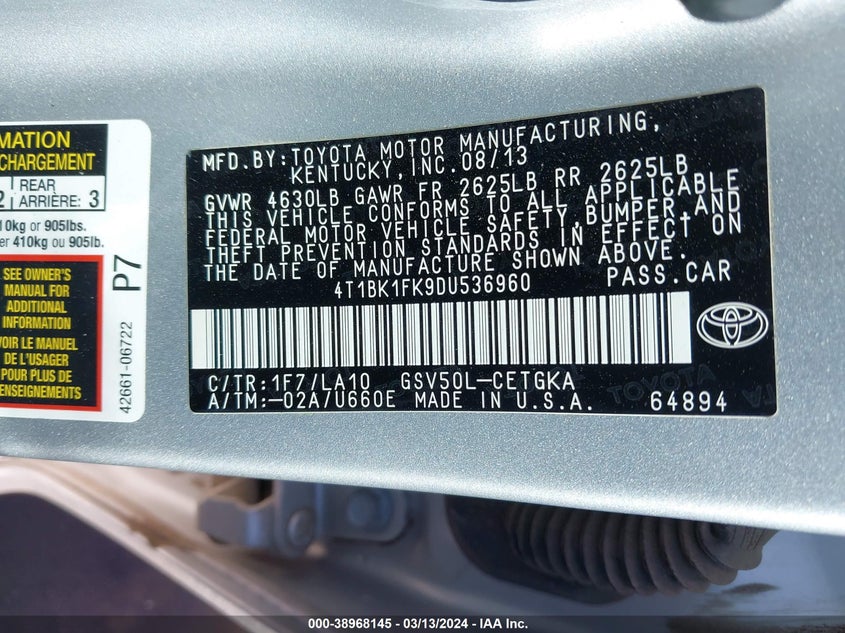 MATION
CHARGEMENT
2
REAR
ARRIÈRE: 3
10kg or 905lbs.
er 410kg ou 905lb.
SEE OWNER'S
MANUAL FOR
ADDITIONAL
INFORMATION
VOIR LE MANUEL
DE L'USAGER
POUR PLUS DE
RENSEIGNEMENTS
P7
42661-06722
MFD.BY:TOYOTA MOTOR MANUFACTURING,
KENTUCKY,INC.08/13
GVWR 4630LB GAWR FR 2625LB RR 2625LB
THIS VEHICLE CONFORMS TO ALL APPLICABLE
FEDERAL MOTOR VEHICLE SAFETY,BUMPER,AND
THEFT PREVENTION STANDARDS IN EFFECT ON
THE DATE OF MANUFACTURE SHOWN ABOVE.
4T1BK1FK9DU536960 PASS.CAR
C/TR:1F7/LA10 GSV50L-CETGKA
A/TM:-02A/U660E MADE IN U.S.A. 64894
TOYOTA
000-38968145 - 03/13/2024 - IAA Inc.